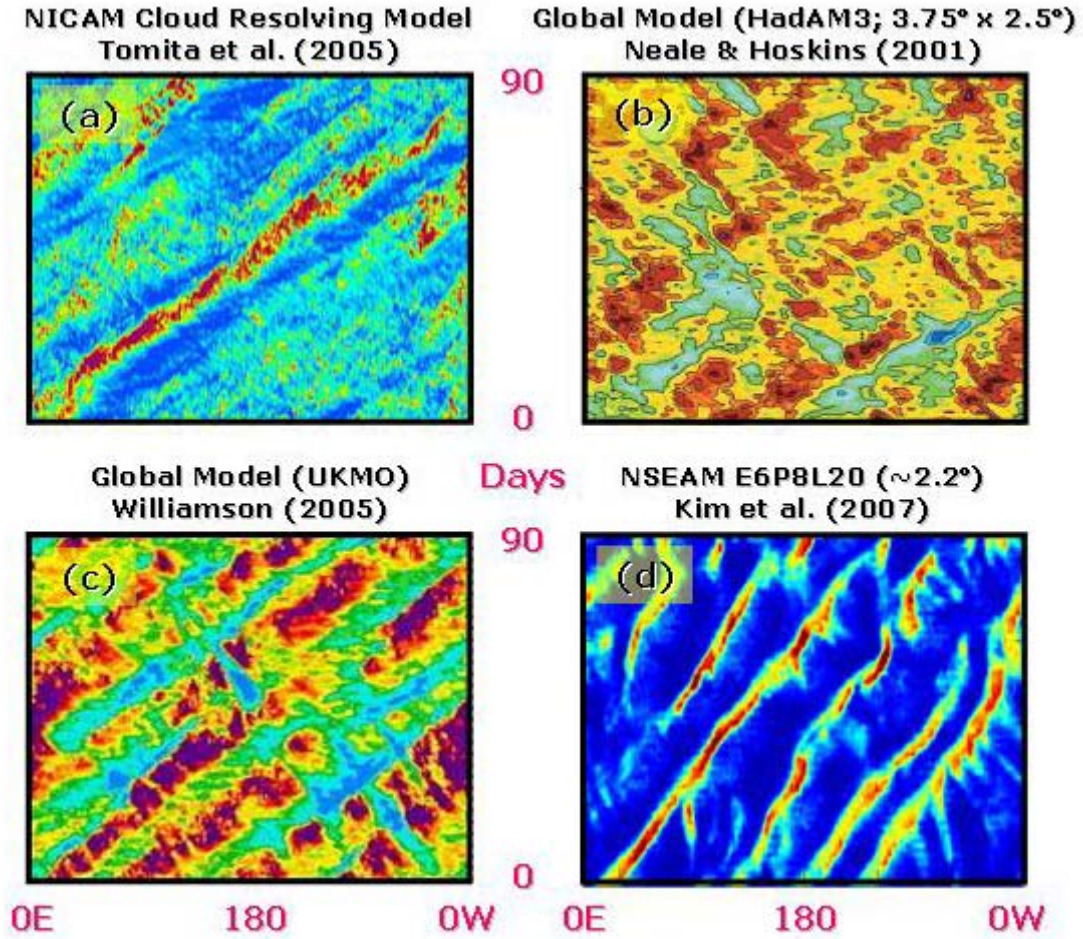 NICAM Cloud Resolving Model
Tomita et al. (2005)
Global Model (HadAM3; 3.75° x 2.5°)
Neale & Hoskins (2001)
90
(a)
(b)
0
Days
Global Model (UKMO)
Williamson (2005)
NSEAM E6P8L20 (~2.2°)
Kim et al. (2007)
90
(c)
(d)
0
0E
180
0W
0E
180
0W